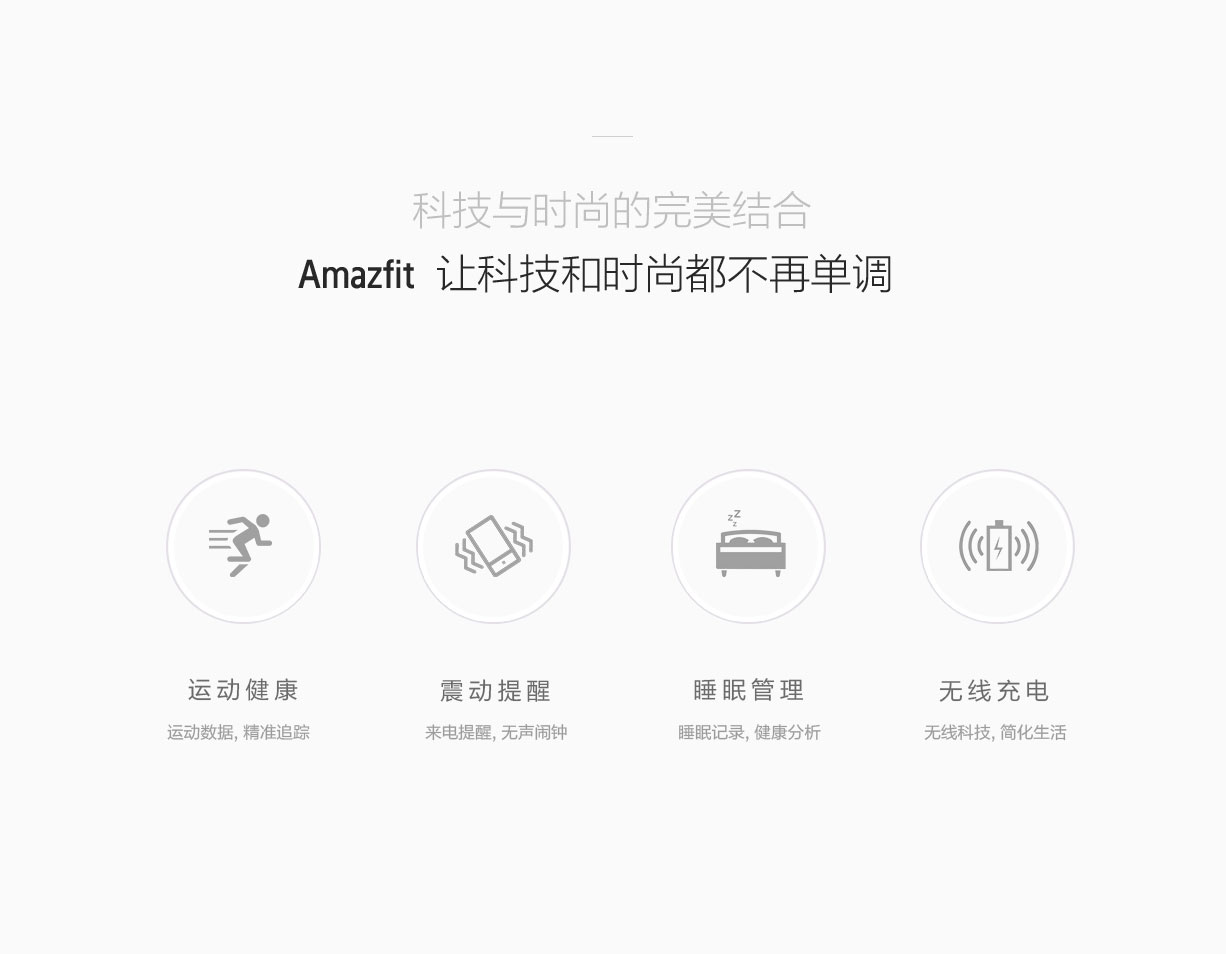 科技与时尚的完美结合
Amazfit 让科技和时尚都不再单调
zzz
运动健康
震动提醒
睡眠管理
无线充电
运动数据, 精准追踪
来电提醒, 无声闹钟
睡眠记录, 健康分析
无线科技, 简化生活